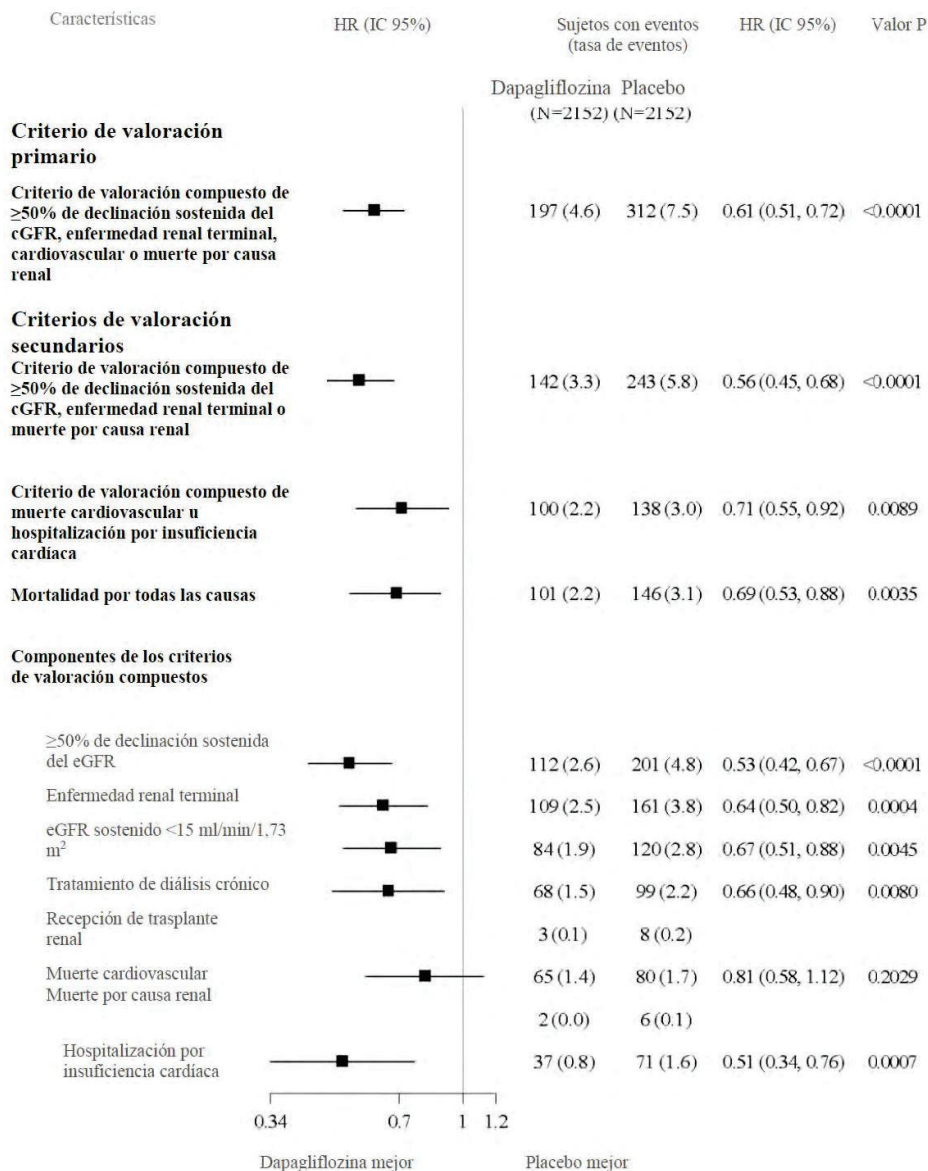 Características HR (IC 95%) Sujetos con eventos HR (IC 95%) Valor P
(tasa de eventos)
Dapagliflozina Placebo
(N=2152) (N=2152)
Criterio de valoración
primario
Criterio de valoración compuesto de
≥50% de declinación sostenida del
cGFR, enfermedad renal terminal, 197 (4.6) 312 (7.5) 0.61 (0.51, 0.72) <0.0001
cardiovascular o muerte por causa
renal
Criterios de valoración
secundarios
Criterio de valoración compuesto de
≥50% de declinación sostenida del 142 (3.3) 243 (5.8) 0.56 (0.45, 0.68) <0.0001
cGFR, enfermedad renal terminal o
muerte por causa renal
Criterio de valoración compuesto de
muerte cardiovascular u 100 (2.2) 138 (3.0) 0.71 (0.55, 0.92) 0.0089
hospitalización por insuficiencia
cardíaca
Mortalidad por todas las causas 101 (2.2) 146 (3.1) 0.69 (0.53, 0.88) 0.0035
Componentes de los criterios
de valoración compuestos
≥50% de declinación sostenida
del eGFR 112 (2.6) 201 (4.8) 0.53 (0.42, 0.67) <0.0001
Enfermedad renal terminal 109 (2.5) 161 (3.8) 0.64 (0.50, 0.82) 0.0004
eGFR sostenido <15 ml/min/1,73
m² 84 (1.9) 120 (2.8) 0.67 (0.51, 0.88) 0.0045
Tratamiento de diálisis crónico 68 (1.5) 99 (2.2) 0.66 (0.48, 0.90) 0.0080
Recepción de trasplante
renal 3 (0.1) 8 (0.2)
Muerte cardiovascular 65 (1.4) 80 (1.7) 0.81 (0.58, 1.12) 0.2029
Muerte por causa renal
2 (0.0) 6 (0.1)
Hospitalización por
insuficiencia cardíaca 37 (0.8) 71 (1.6) 0.51 (0.34, 0.76) 0.0007
0.34 0.7 1 1.2
Dapagliflozina mejor Placebo mejor